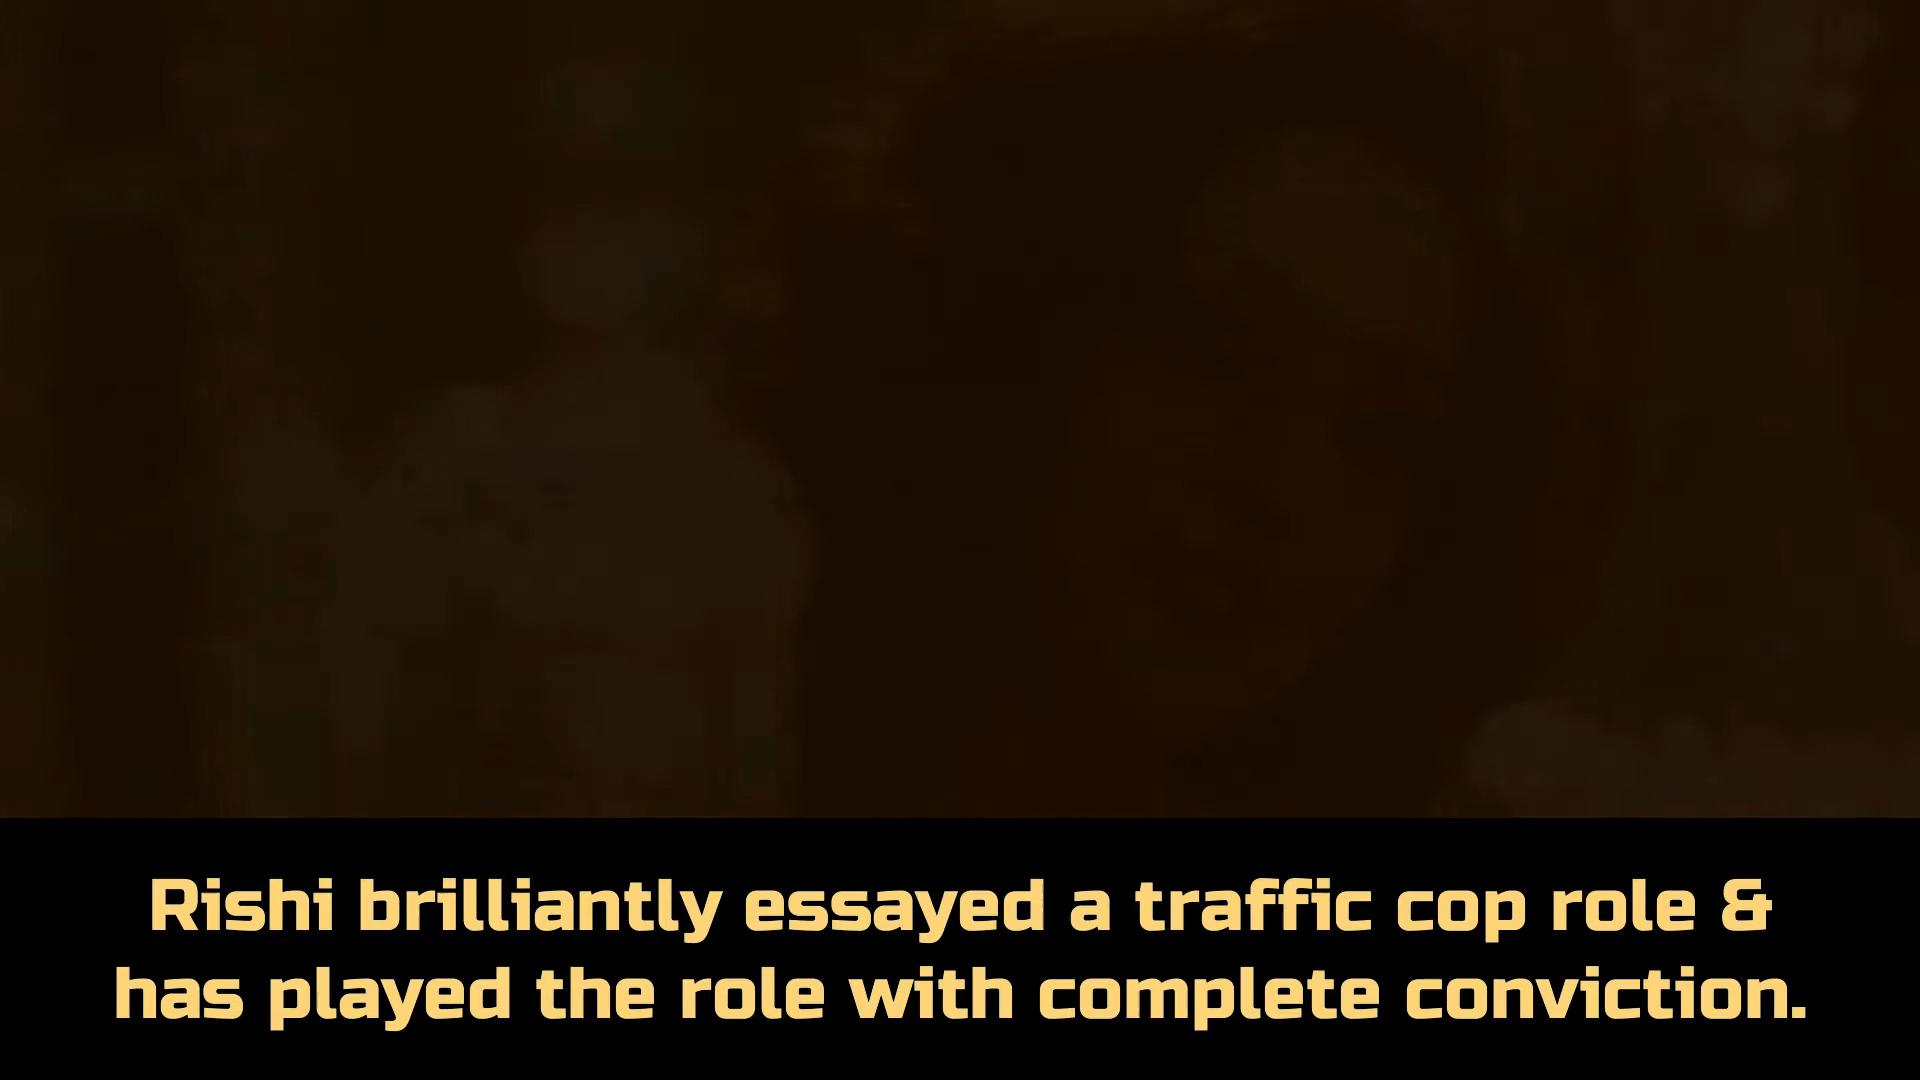 Rishi brilliantly essayed a traffic cop role &
has played the role with complete conviction.